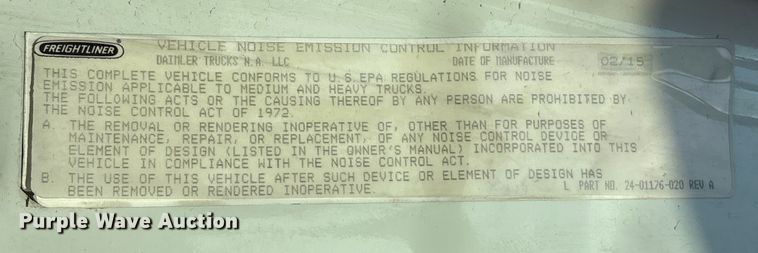 FREIGHTLINER
VEHICLE NOISE EMISSION CONTROL INFORMATION
DAIMLER TRUCKS N.A. LLC DATE OF MANUFACTURE 02/15
THIS COMPLETE VEHICLE CONFORMS TO U.S.EPA REGULATIONS FOR NOISE
EMISSION APPLICABLE TO MEDIUM AND HEAVY TRUCKS.
THE FOLLOWING ACTS OR THE CAUSING THEREOF BY ANY PERSON ARE PROHIBITED BY
THE NOISE CONTROL ACT OF 1972.
A. THE REMOVAL OR RENDERING INOPERATIVE OF, OTHER THAN FOR PURPOSES OF
MAINTENANCE, REPAIR, OR REPLACEMENT, OF ANY NOISE CONTROL DEVICE OR
ELEMENT OF DESIGN (LISTED IN THE OWNER'S MANUAL) INCORPORATED INTO THIS
VEHICLE IN COMPLIANCE WITH THE NOISE CONTROL ACT.
B. THE USE OF THIS VEHICLE AFTER SUCH DEVICE OR ELEMENT OF DESIGN HAS
BEEN REMOVED OR RENDERED INOPERATIVE.
L PART NO. 24-01176-020 REV A
Purple Wave Auction